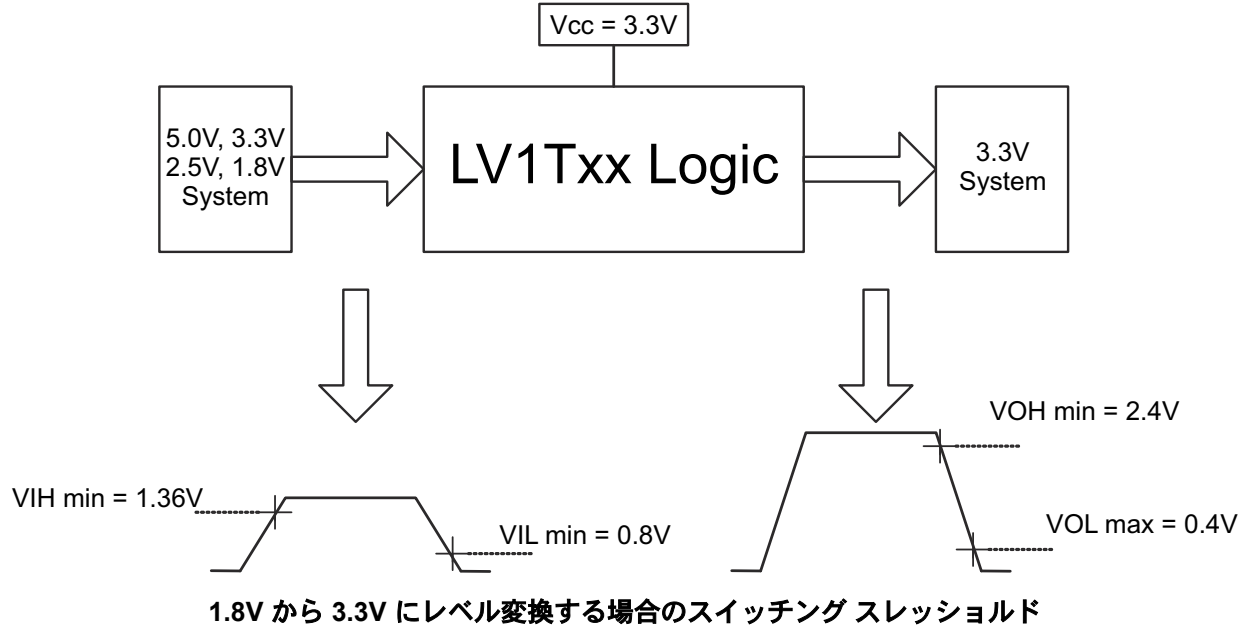 Vcc = 3.3V
5.0V, 3.3V
2.5V, 1.8V
System
LV1Txx Logic
3.3V
System
VOH min = 2.4V
VIH min = 1.36V
VIL min = 0.8V
VOL max = 0.4V
1.8V から 3.3V にレベル変換する場合のスイッチング スレッショルド